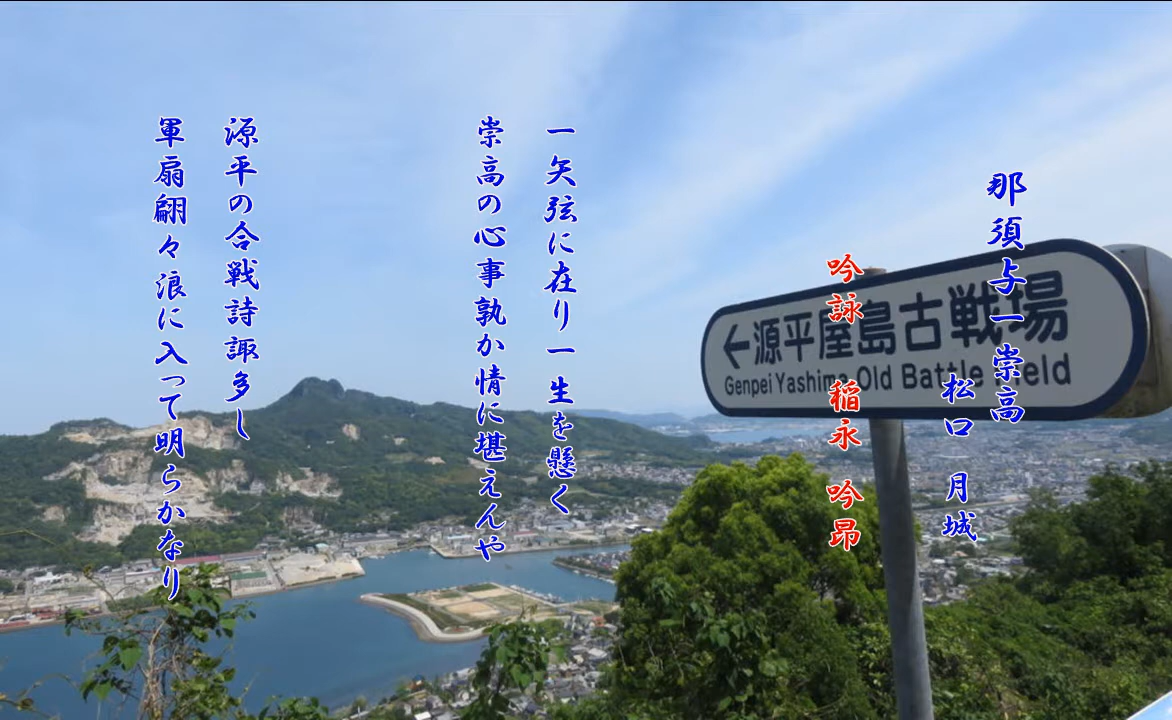 那須与一崇高
松口 月城
吟詠 稲永 吟昂
一矢弦に在り一生を懸く
崇高の心事孰か情に堪えんや
源平の合戦詩諏多し
軍扇翩々浪に入って明らかなり
←源平屋島古戦場
Genpei Yashima Old Battle Field